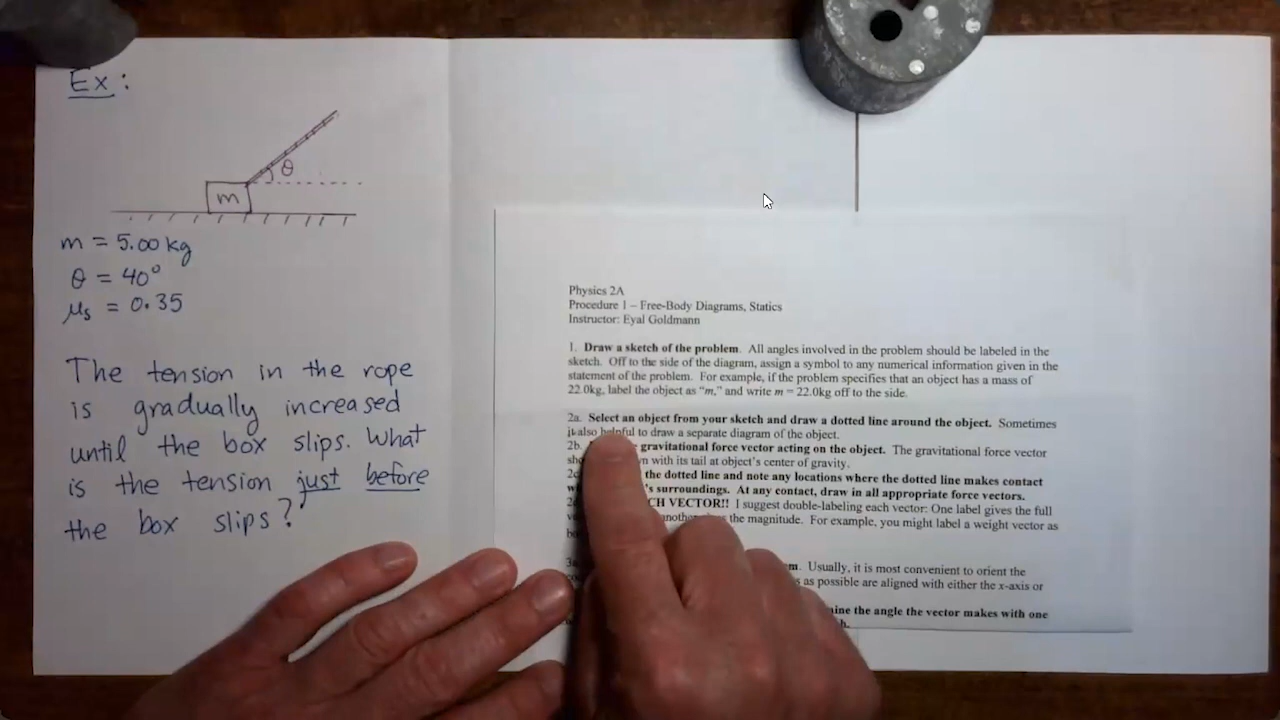 Ex:
θ
m
m = 5.00 kg
θ = 40°
μs = 0.35
The tension in the rope
is gradually increased
until the box slips. What
is the tension just before
the box slips?
Physics 2A
Procedure 1 – Free-Body Diagrams, Statics
Instructor: Eyal Goldmann
1. Draw a sketch of the problem. All angles involved in the problem should be labeled in the
sketch. Off to the side of the diagram, assign a symbol to any numerical information given in the
statement of the problem. For example, if the problem specifies that an object has a mass of
22.0kg, label the object as “m,” and write m = 22.0kg off to the side.
2a. Select an object from your sketch and draw a dotted line around the object. Sometimes
also helpful to draw a separate diagram of the object.
2b. gravitational force vector acting on the object. The gravitational force vector
with its tail at object’s center of gravity.
the dotted line and note any locations where the dotted line makes contact
surroundings. At any contact, draw in all appropriate force vectors.
VECTOR!! I suggest double-labeling each vector: One label gives the full
the magnitude. For example, you might label a weight vector as
Usually, it is most convenient to orient the
as possible are aligned with either the x-axis or
the angle the vector makes with one